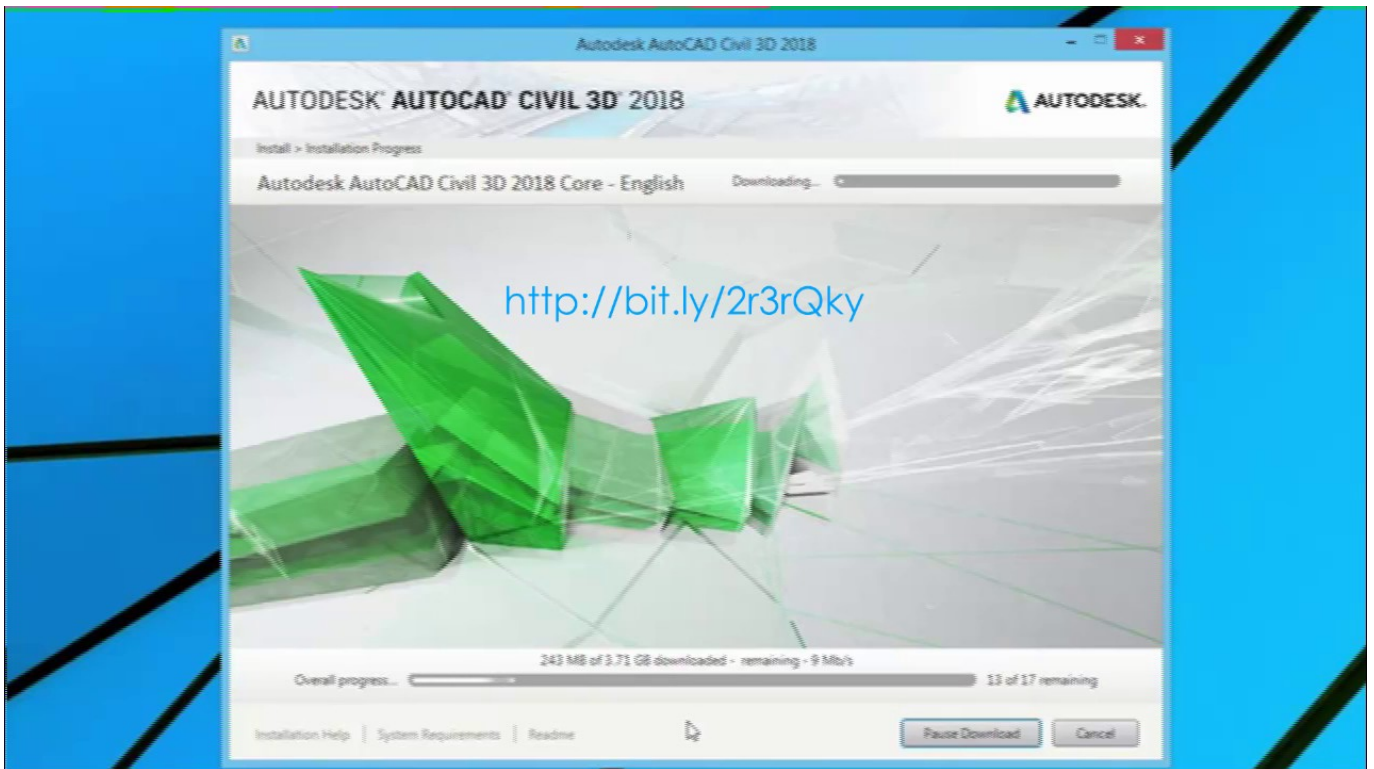 Autodesk AutoCAD Civil 3D 2018
AUTODESK® AUTOCAD® CIVIL 3D® 2018
AUTODESK.
Install > Installation Progress
Autodesk AutoCAD Civil 3D 2018 Core - English Downloading...
http://bit.ly/2r3rQky
243 MB of 3.71 GB downloaded - remaining - 9 Mb/s
Overall progress... 13 of 17 remaining
Installation Help | System Requirements | Readme Pause Download Cancel